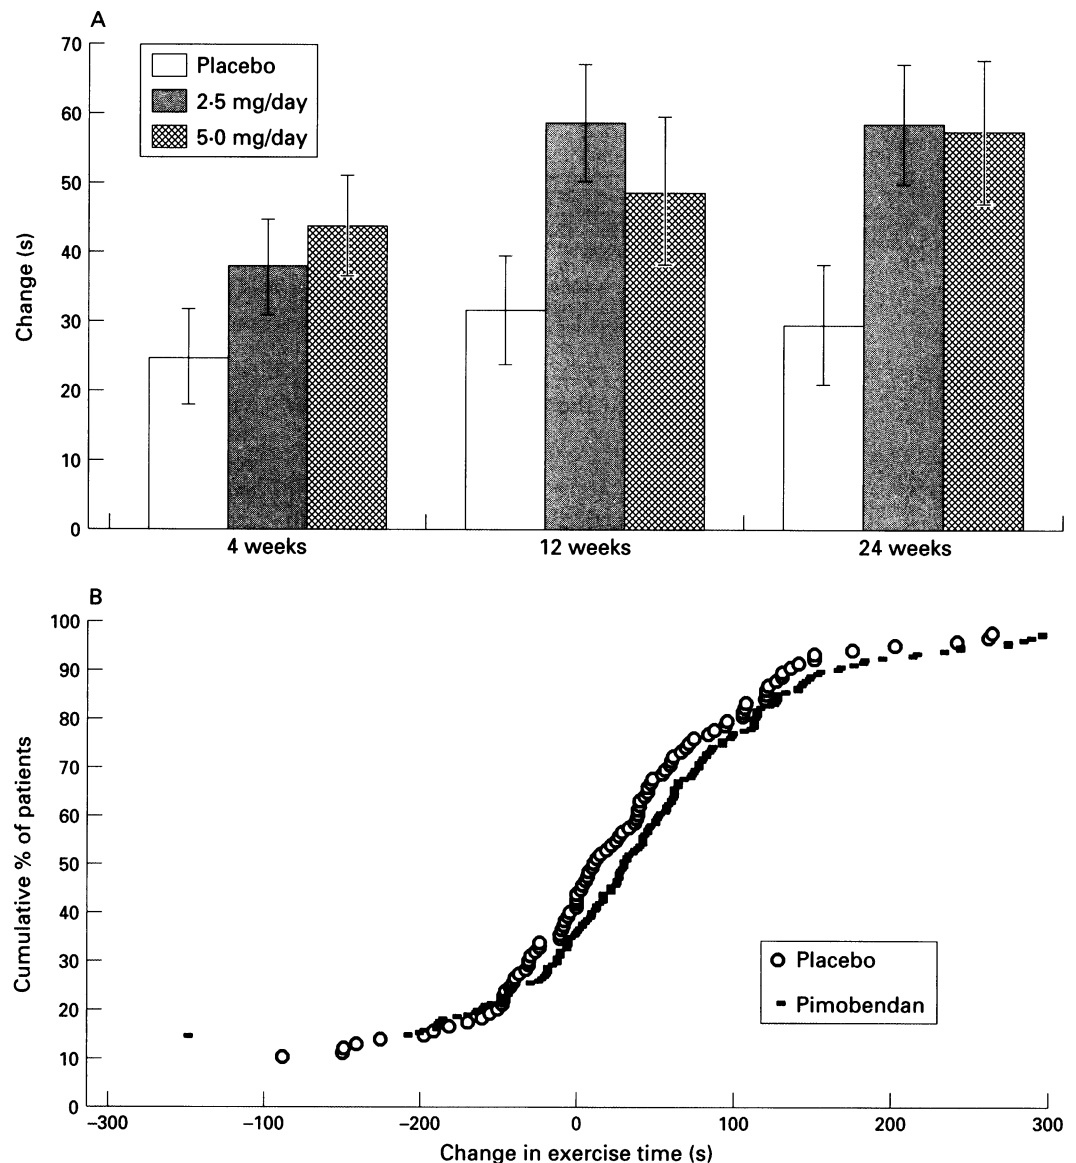 A
70
60
50
40
30
20
10
0
Change (s)
Placebo
2·5 mg/day
5·0 mg/day
4 weeks
12 weeks
24 weeks
B
100
90
80
70
60
50
40
30
20
10
0
Cumulative % of patients
Placebo
Pimobendan
–300
–100
–200
0
100
200
300
Change in exercise time (s)